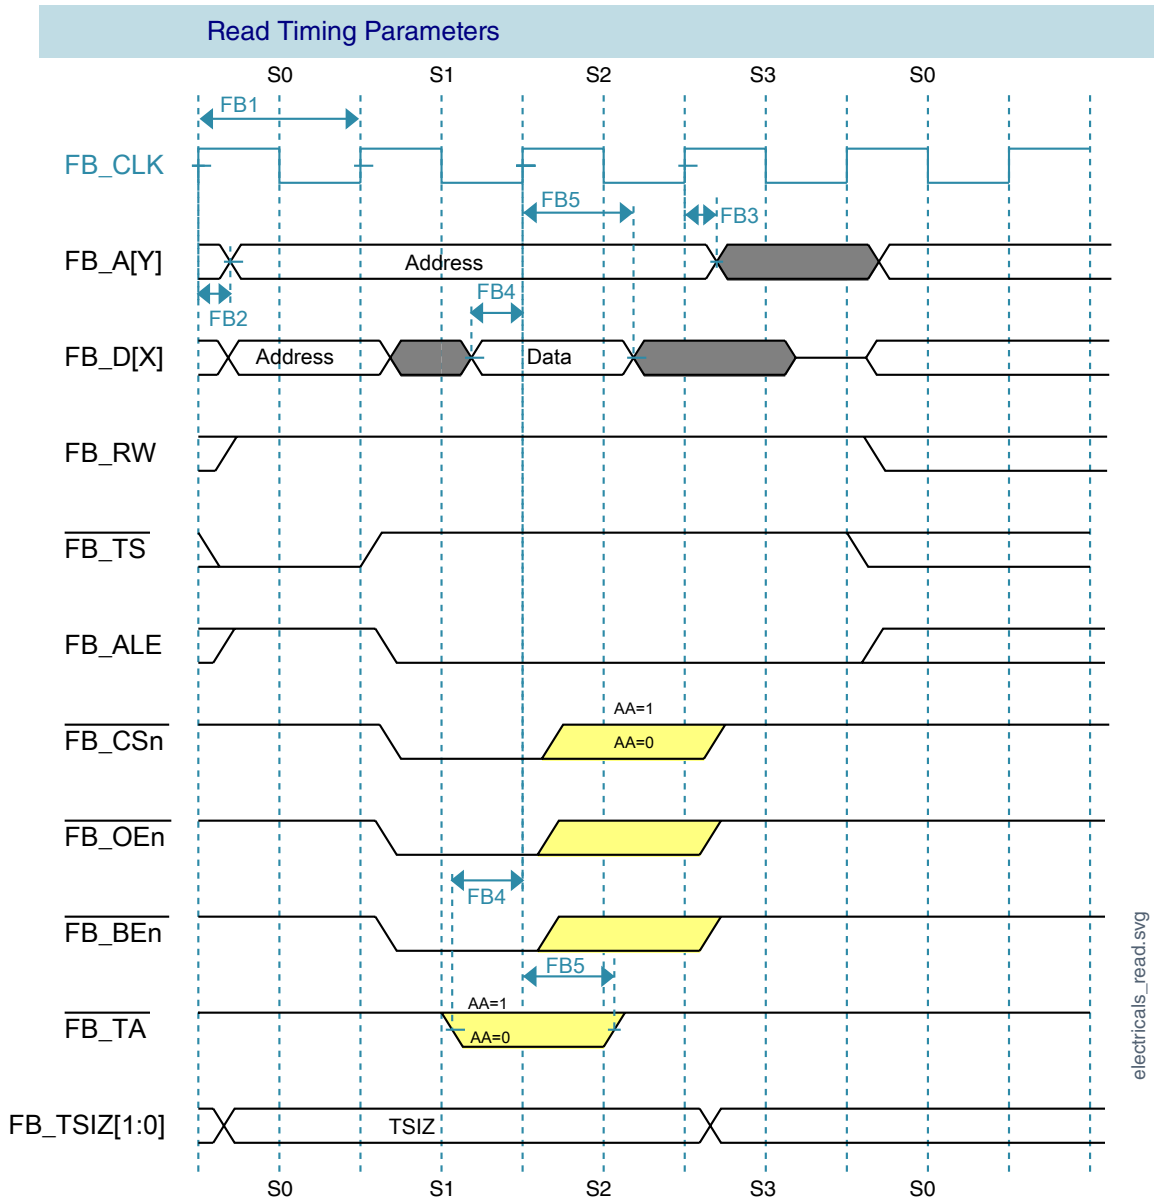 Read Timing Parameters
S0 S1 S2 S3 S0
FB1
FB_CLK
FB5
FB3
FB_A[Y]
Address
FB4
FB2
FB_D[X]
Address
Data
FB_RW
FB_TS
FB_ALE
AA=1
FB_CSn
AA=0
FB_OEn
FB4
FB_BEn
FB5
AA=1
FB_TA
AA=0
FB_TSIZ[1:0]
TSIZ
S0 S1 S2 S3 S0
electricals_read.svg